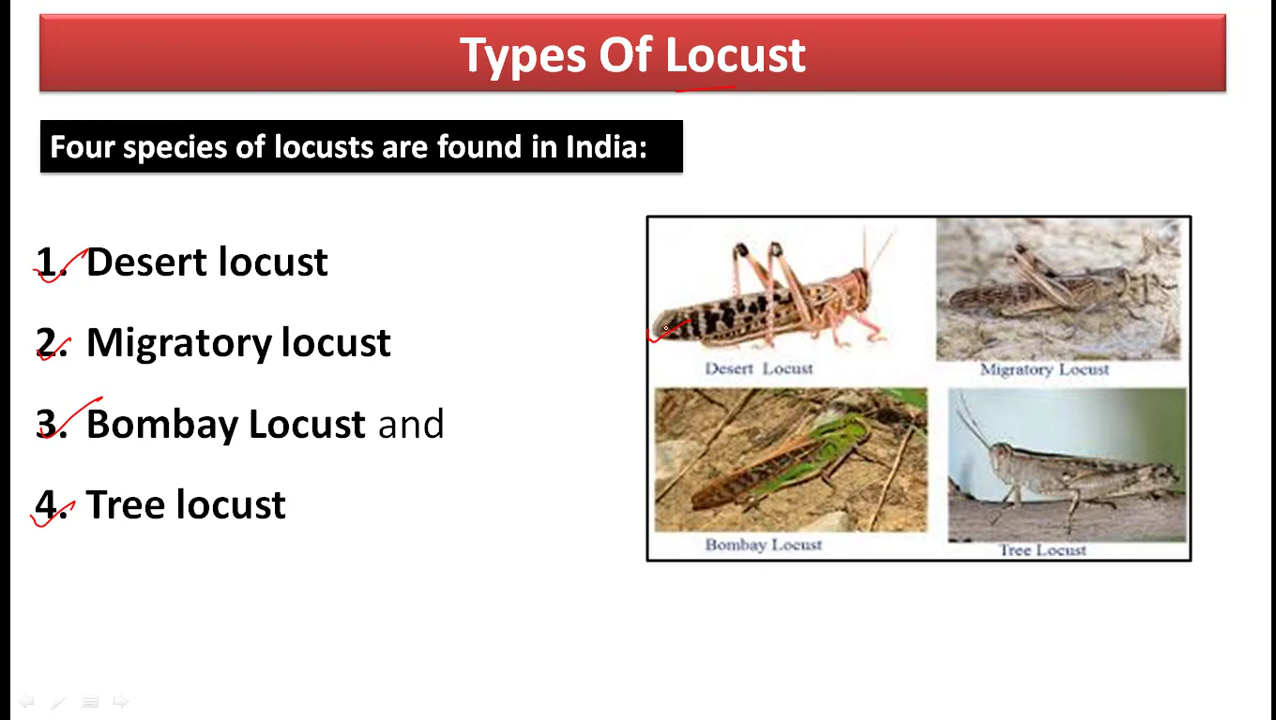 Types Of Locust
Four species of locusts are found in India:
1. Desert locust
2. Migratory locust
3. Bombay Locust and
4. Tree locust
Desert Locust
Migratory Locust
Bombay Locust
Tree Locust